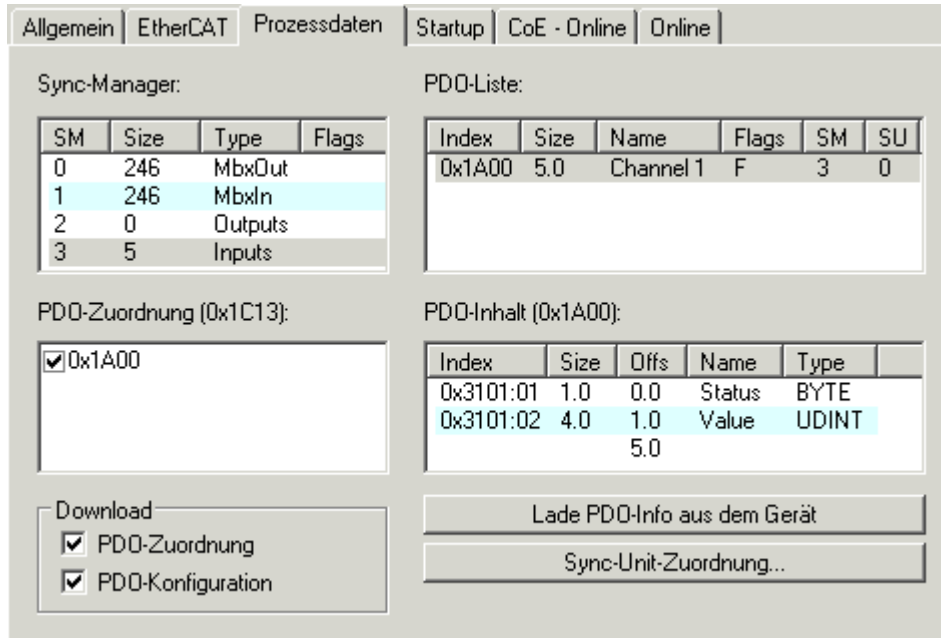 Allgemein EtherCAT Prozessdaten Startup CoE - Online Online
Sync-Manager:
SM Size Type Flags
0 246 MbxOut
1 246 MbxIn
2 0 Outputs
3 5 Inputs
PDO-Liste:
Index Size Name Flags SM SU
0x1A00 5.0 Channel 1 F 3 0
PDO-Zuordnung (0x1C13):
0x1A00
PDO-Inhalt (0x1A00):
Index Size Offs Name Type
0x3101:01 1.0 0.0 Status BYTE
0x3101:02 4.0 1.0 Value UDINT
5.0
Download
PDO-Zuordnung
PDO-Konfiguration
Lade PDO-Info aus dem Gerät
Sync-Unit-Zuordnung...